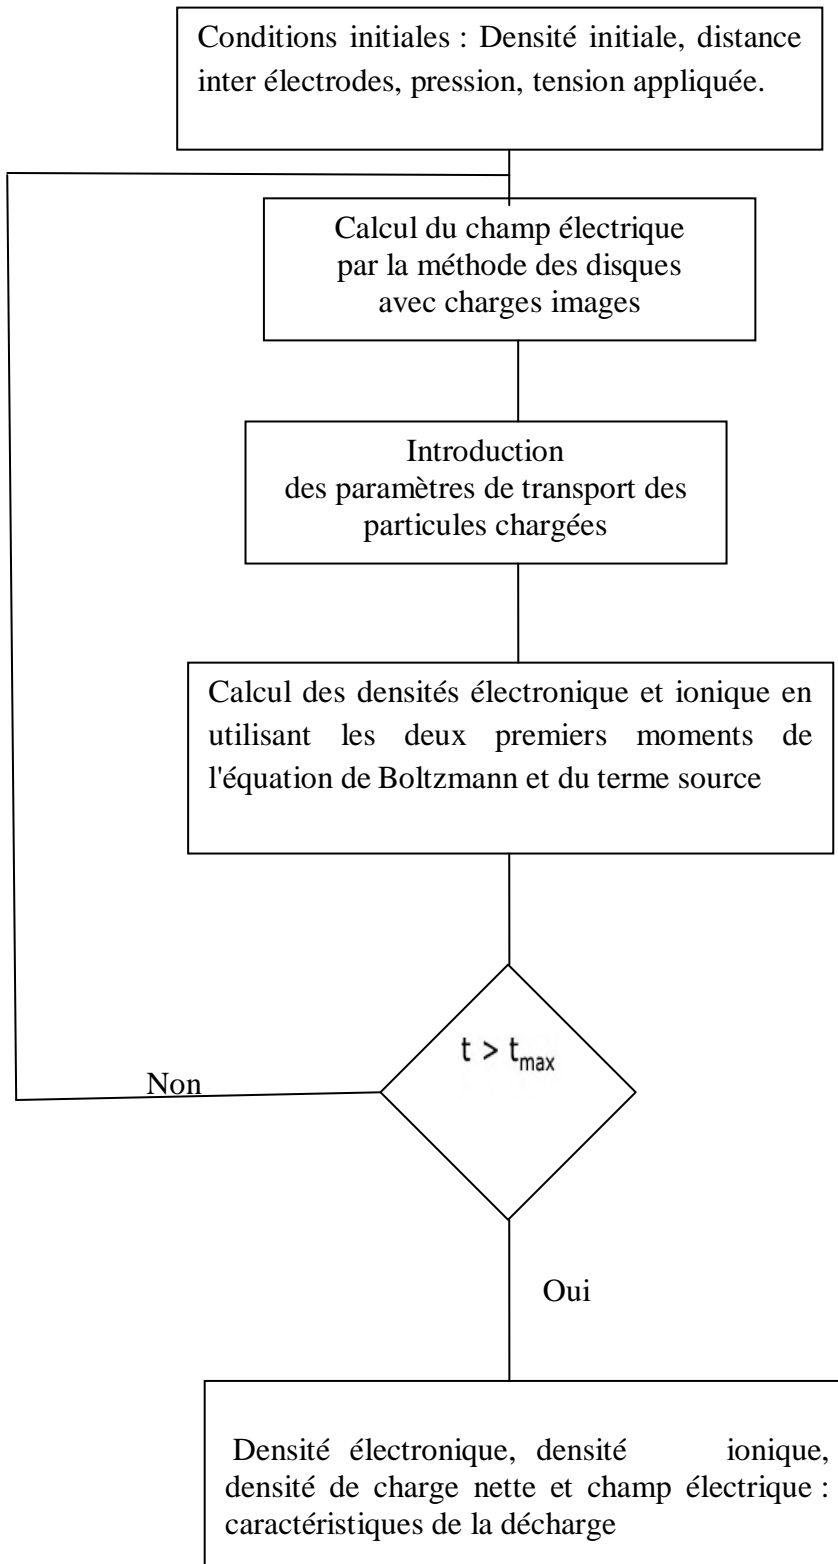 Conditions initiales : Densité initiale, distance
inter électrodes, pression, tension appliquée.
Calcul du champ électrique
par la méthode des disques
avec charges images
Introduction
des paramètres de transport des
particules chargées
Calcul des densités électronique et ionique en
utilisant les deux premiers moments de
l'équation de Boltzmann et du terme source
t > tmax
Non
Oui
Densité électronique, densité ionique,
densité de charge nette et champ électrique :
caractéristiques de la décharge